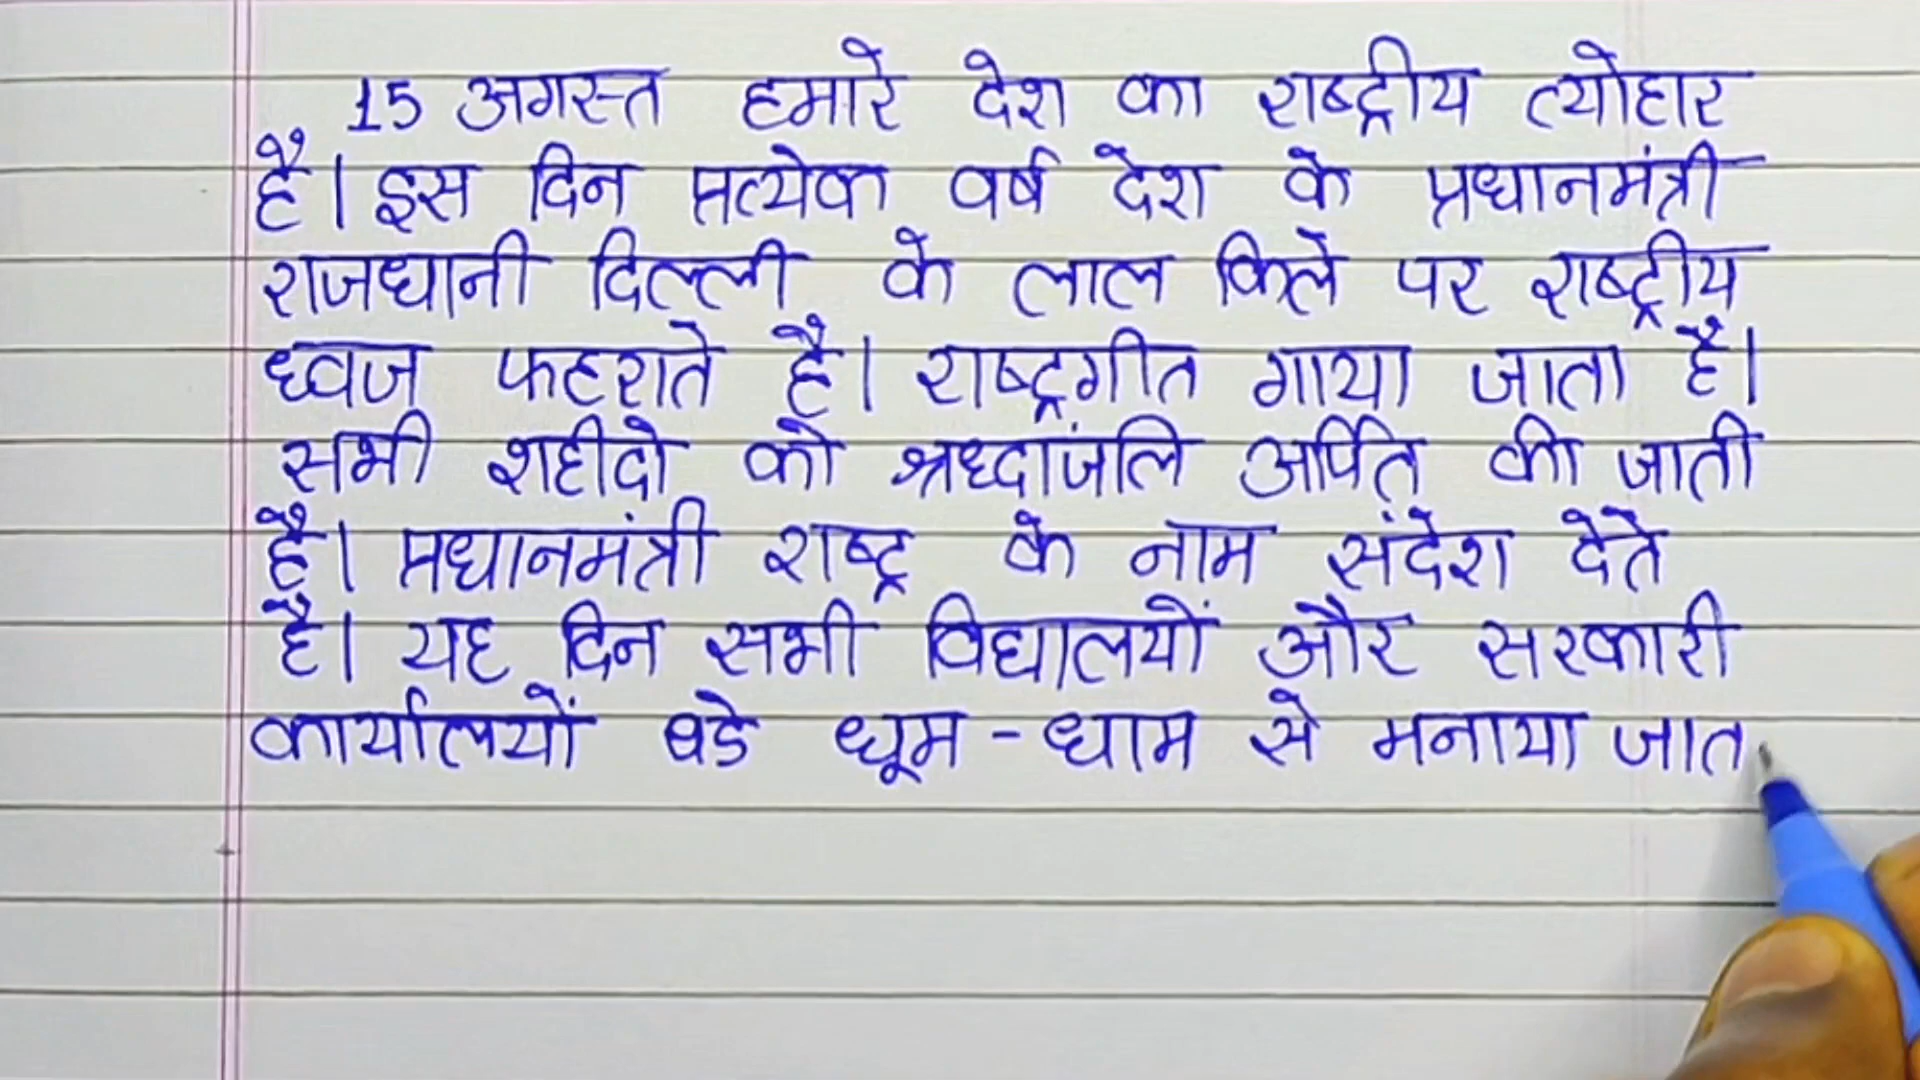 15 अगस्त हमारे देश का राष्ट्रीय त्योहार
है। इस दिन प्रत्येक वर्ष देश के प्रधानमंत्री
राजधानी दिल्ली के लाल किले पर राष्ट्रीय
ध्वज फहराते है। राष्ट्रगीत गाया जाता है।
सभी शहीदो को श्रध्दांजलि अर्पित की जाती
है। प्रधानमंत्री राष्ट्र के नाम संदेश देते
है। यह दिन सभी विद्यालयों और सरकारी
कार्यालयों बडे धूम-धाम से मनाया जात